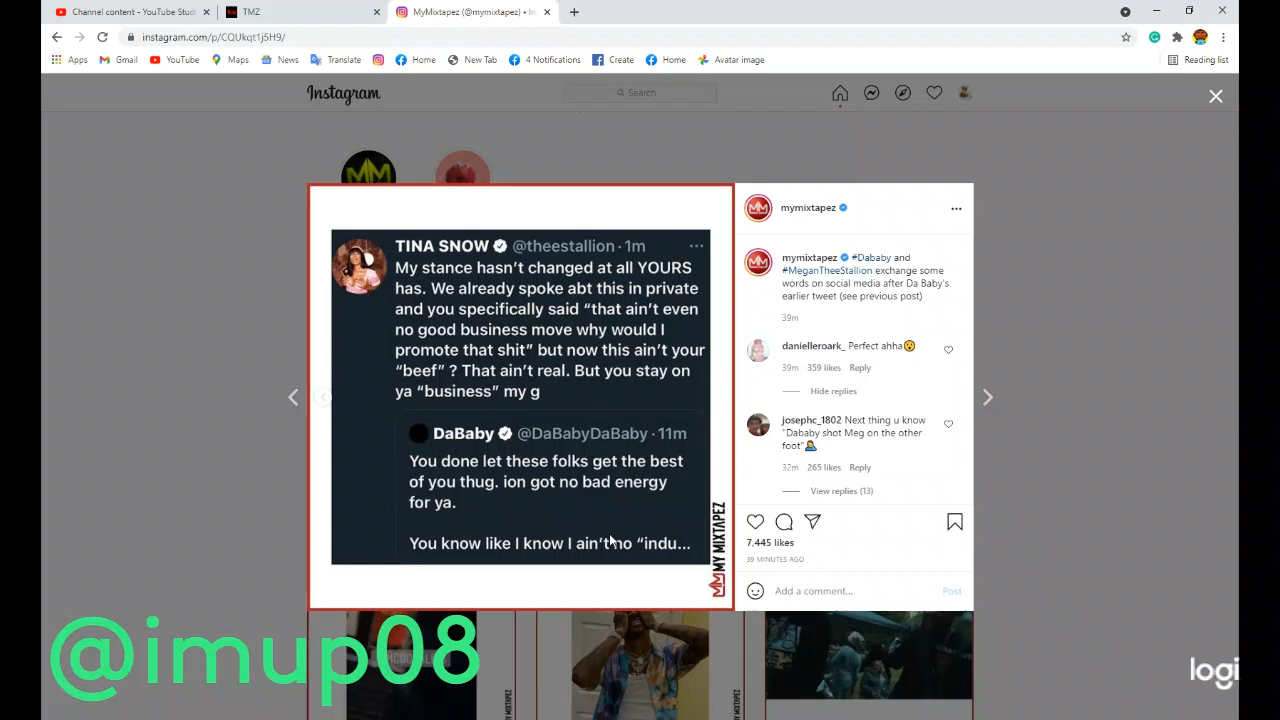 Channel content - YouTube Studi
TMZ
MyMixtapez (@mymixtapez) • In
instagram.com/p/CQUkqt1j5H9/
Apps
Gmail
YouTube
Maps
News
Translate
Home
New Tab
4 Notifications
Create
Home
Avatar image
Reading list
Instagram
Search
MM
TINA SNOW @theestallion · 1m
My stance hasn't changed at all YOURS
has. We already spoke abt this in private
and you specifically said "that ain't even
no good business move why would I
promote that shit" but now this ain't your
"beef" ? That ain't real. But you stay on
ya "business" my g
DaBaby @DaBabyDaBaby · 11m
You done let these folks get the best
of you thug. ion got no bad energy
for ya.
You know like I know I ain't no "indu...
MY MIXTAPEZ
mymixtapez
mymixtapez #Dababy and
#MeganTheeStallion exchange some
words on social media after Da Baby's
earlier tweet (see previous post)
39m
danielleroark_ Perfect ahha😯
39m 359 likes Reply
Hide replies
josephc_1802 Next thing u know
"Dababy shot Meg on the other
foot"🤦‍♂️
32m 265 likes Reply
View replies (13)
7,445 likes
39 MINUTES AGO
Add a comment...
Post
@imup08
MY MIXTAPEZ
MY MIXTAPEZ
logi